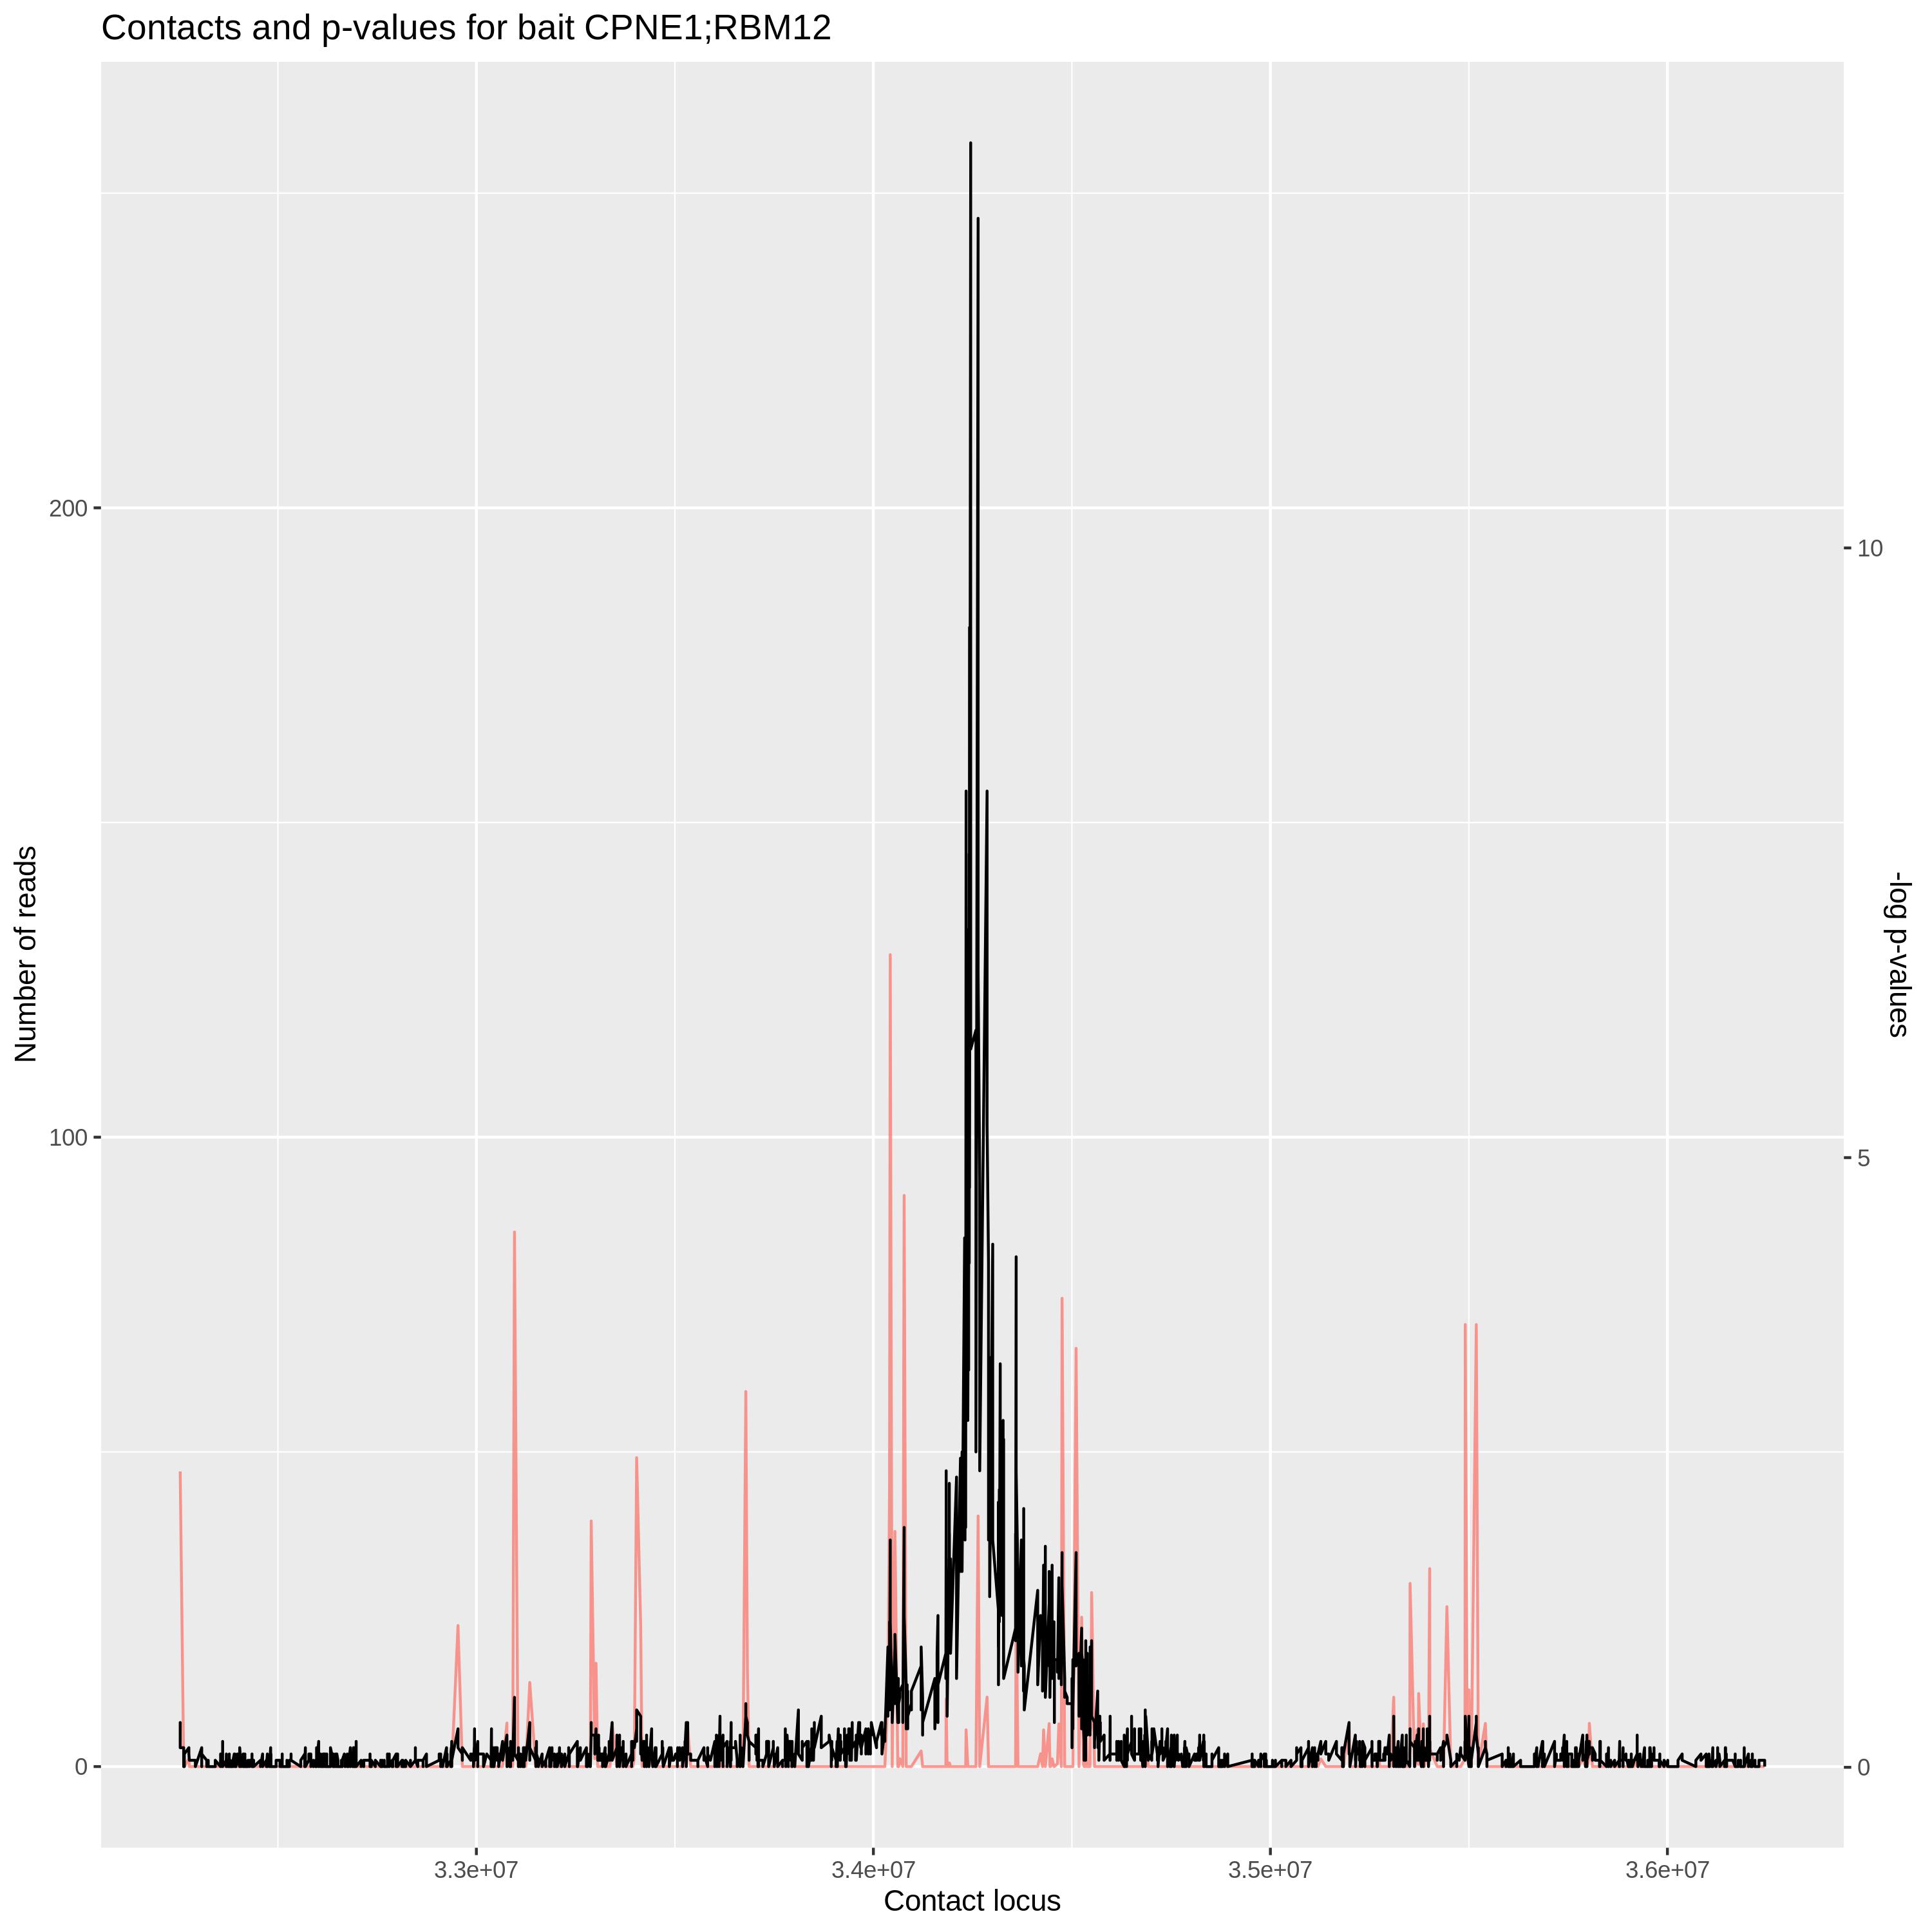 Contacts and p-values for bait CPNE1;RBM12
Number of reads
200
100
0
10
5
0
-log p-values
3.3e+07
3.4e+07
3.5e+07
3.6e+07
Contact locus